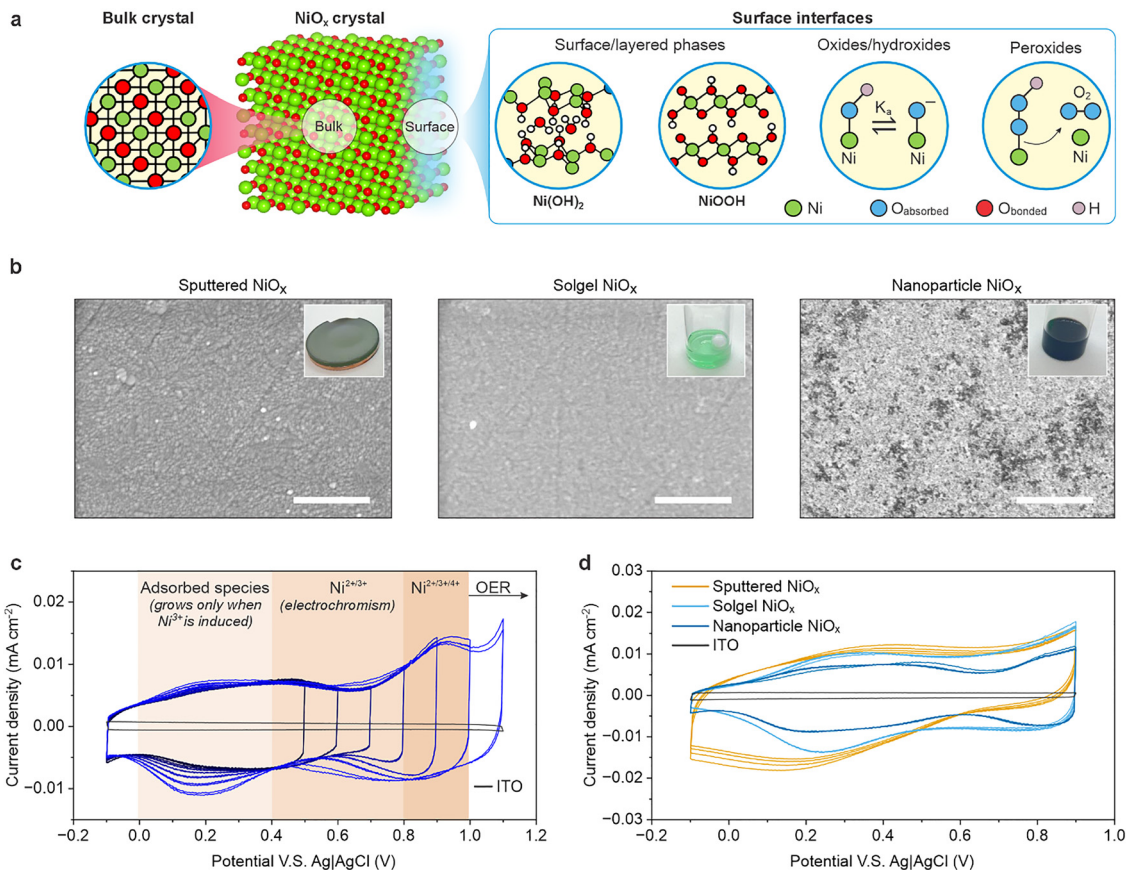 a
Bulk crystal
NiOx crystal
Surface interfaces
Surface/layered phases
Oxides/hydroxides
Peroxides
Bulk
Surface
Ka
−
Ni
Ni
O2
Ni
Ni(OH)2
NiOOH
Ni
Oabsorbed
Obonded
H
b
Sputtered NiOx
Solgel NiOx
Nanoparticle NiOx
c
Adsorbed species
(grows only when
Ni3+ is induced)
Ni2+/3+
(electrochromism)
Ni2+/3+/4+
OER
ITO
Current density (mA cm−2)
0.02
0.01
0.00
−0.01
−0.2
0.0
0.2
0.4
0.6
0.8
1.0
1.2
Potential V.S. Ag|AgCl (V)
d
Sputtered NiOx
Solgel NiOx
Nanoparticle NiOx
ITO
Current density (mA cm−2)
0.03
0.02
0.01
0.00
−0.01
−0.02
−0.03
−0.2
0.0
0.2
0.4
0.6
0.8
1.0
Potential V.S. Ag|AgCl (V)